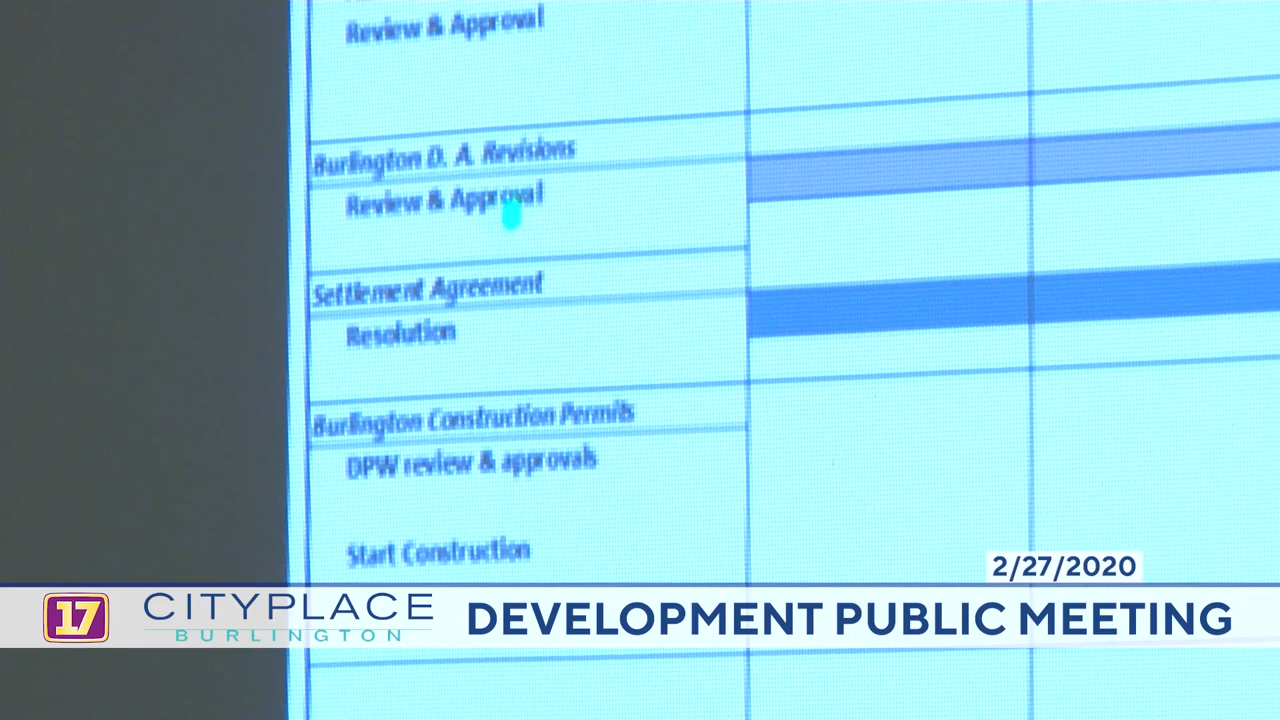 Review & Approval
Burlington D. A. Revisions
Review & Approval
Settlement Agreement
Resolution
Burlington Construction Permits
DPW review & approvals
Start Construction
2/27/2020
17
CITYPLACE
BURLINGTON
DEVELOPMENT PUBLIC MEETING